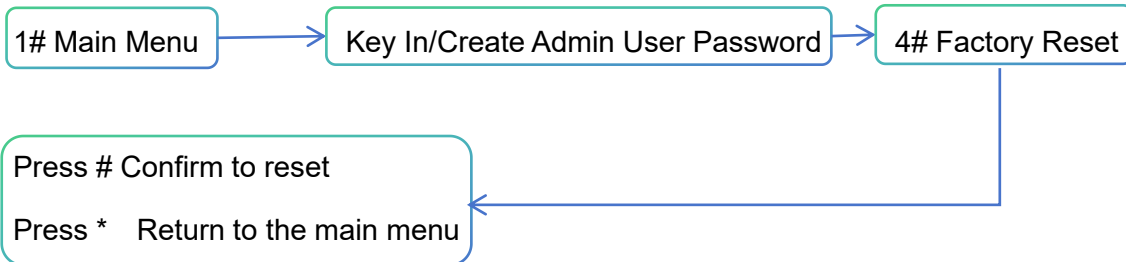 1# Main Menu
Key In/Create Admin User Password
4# Factory Reset
Press # Confirm to reset
Press * Return to the main menu